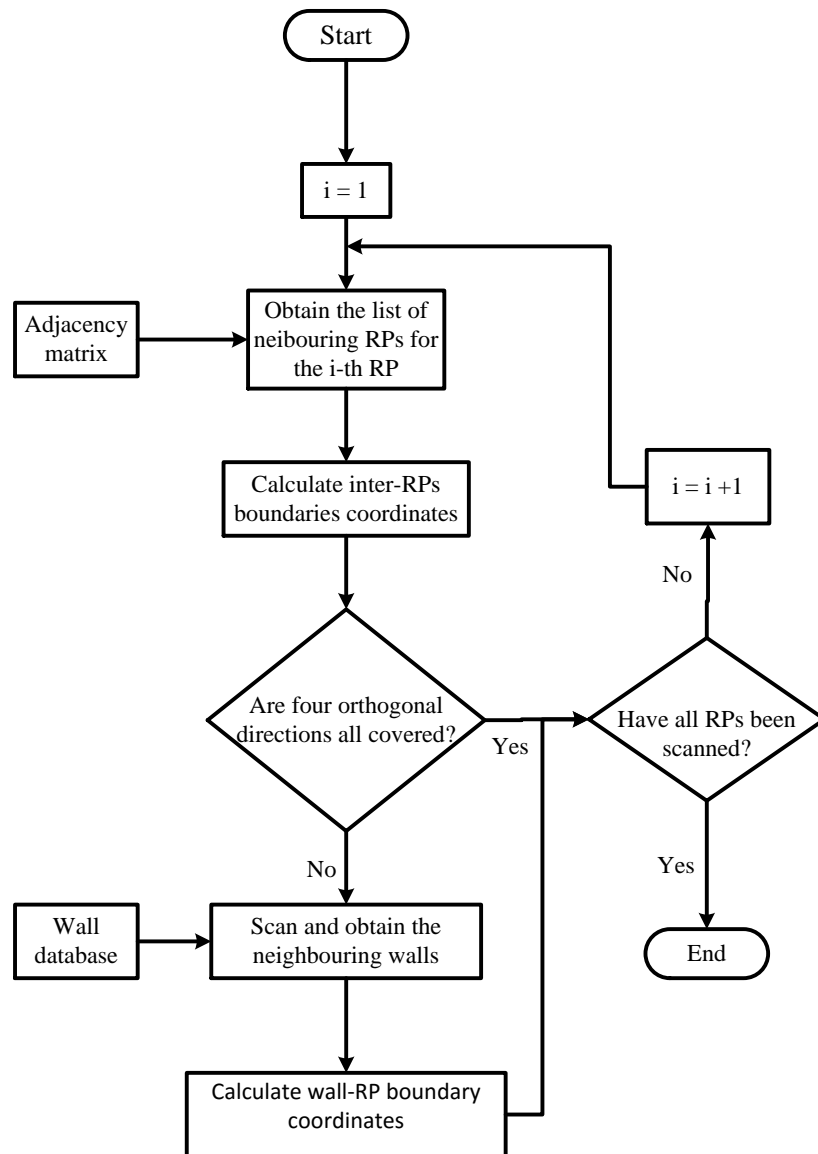 Start
i = 1
Obtain the list of
neibouring RPs for
the i-th RP
Adjacency
matrix
Calculate inter-RPs
boundaries coordinates
i = i +1
No
Are four orthogonal
directions all covered?
Yes
Have all RPs been
scanned?
No
Yes
Wall
database
Scan and obtain the
neighbouring walls
End
Calculate wall-RP boundary
coordinates